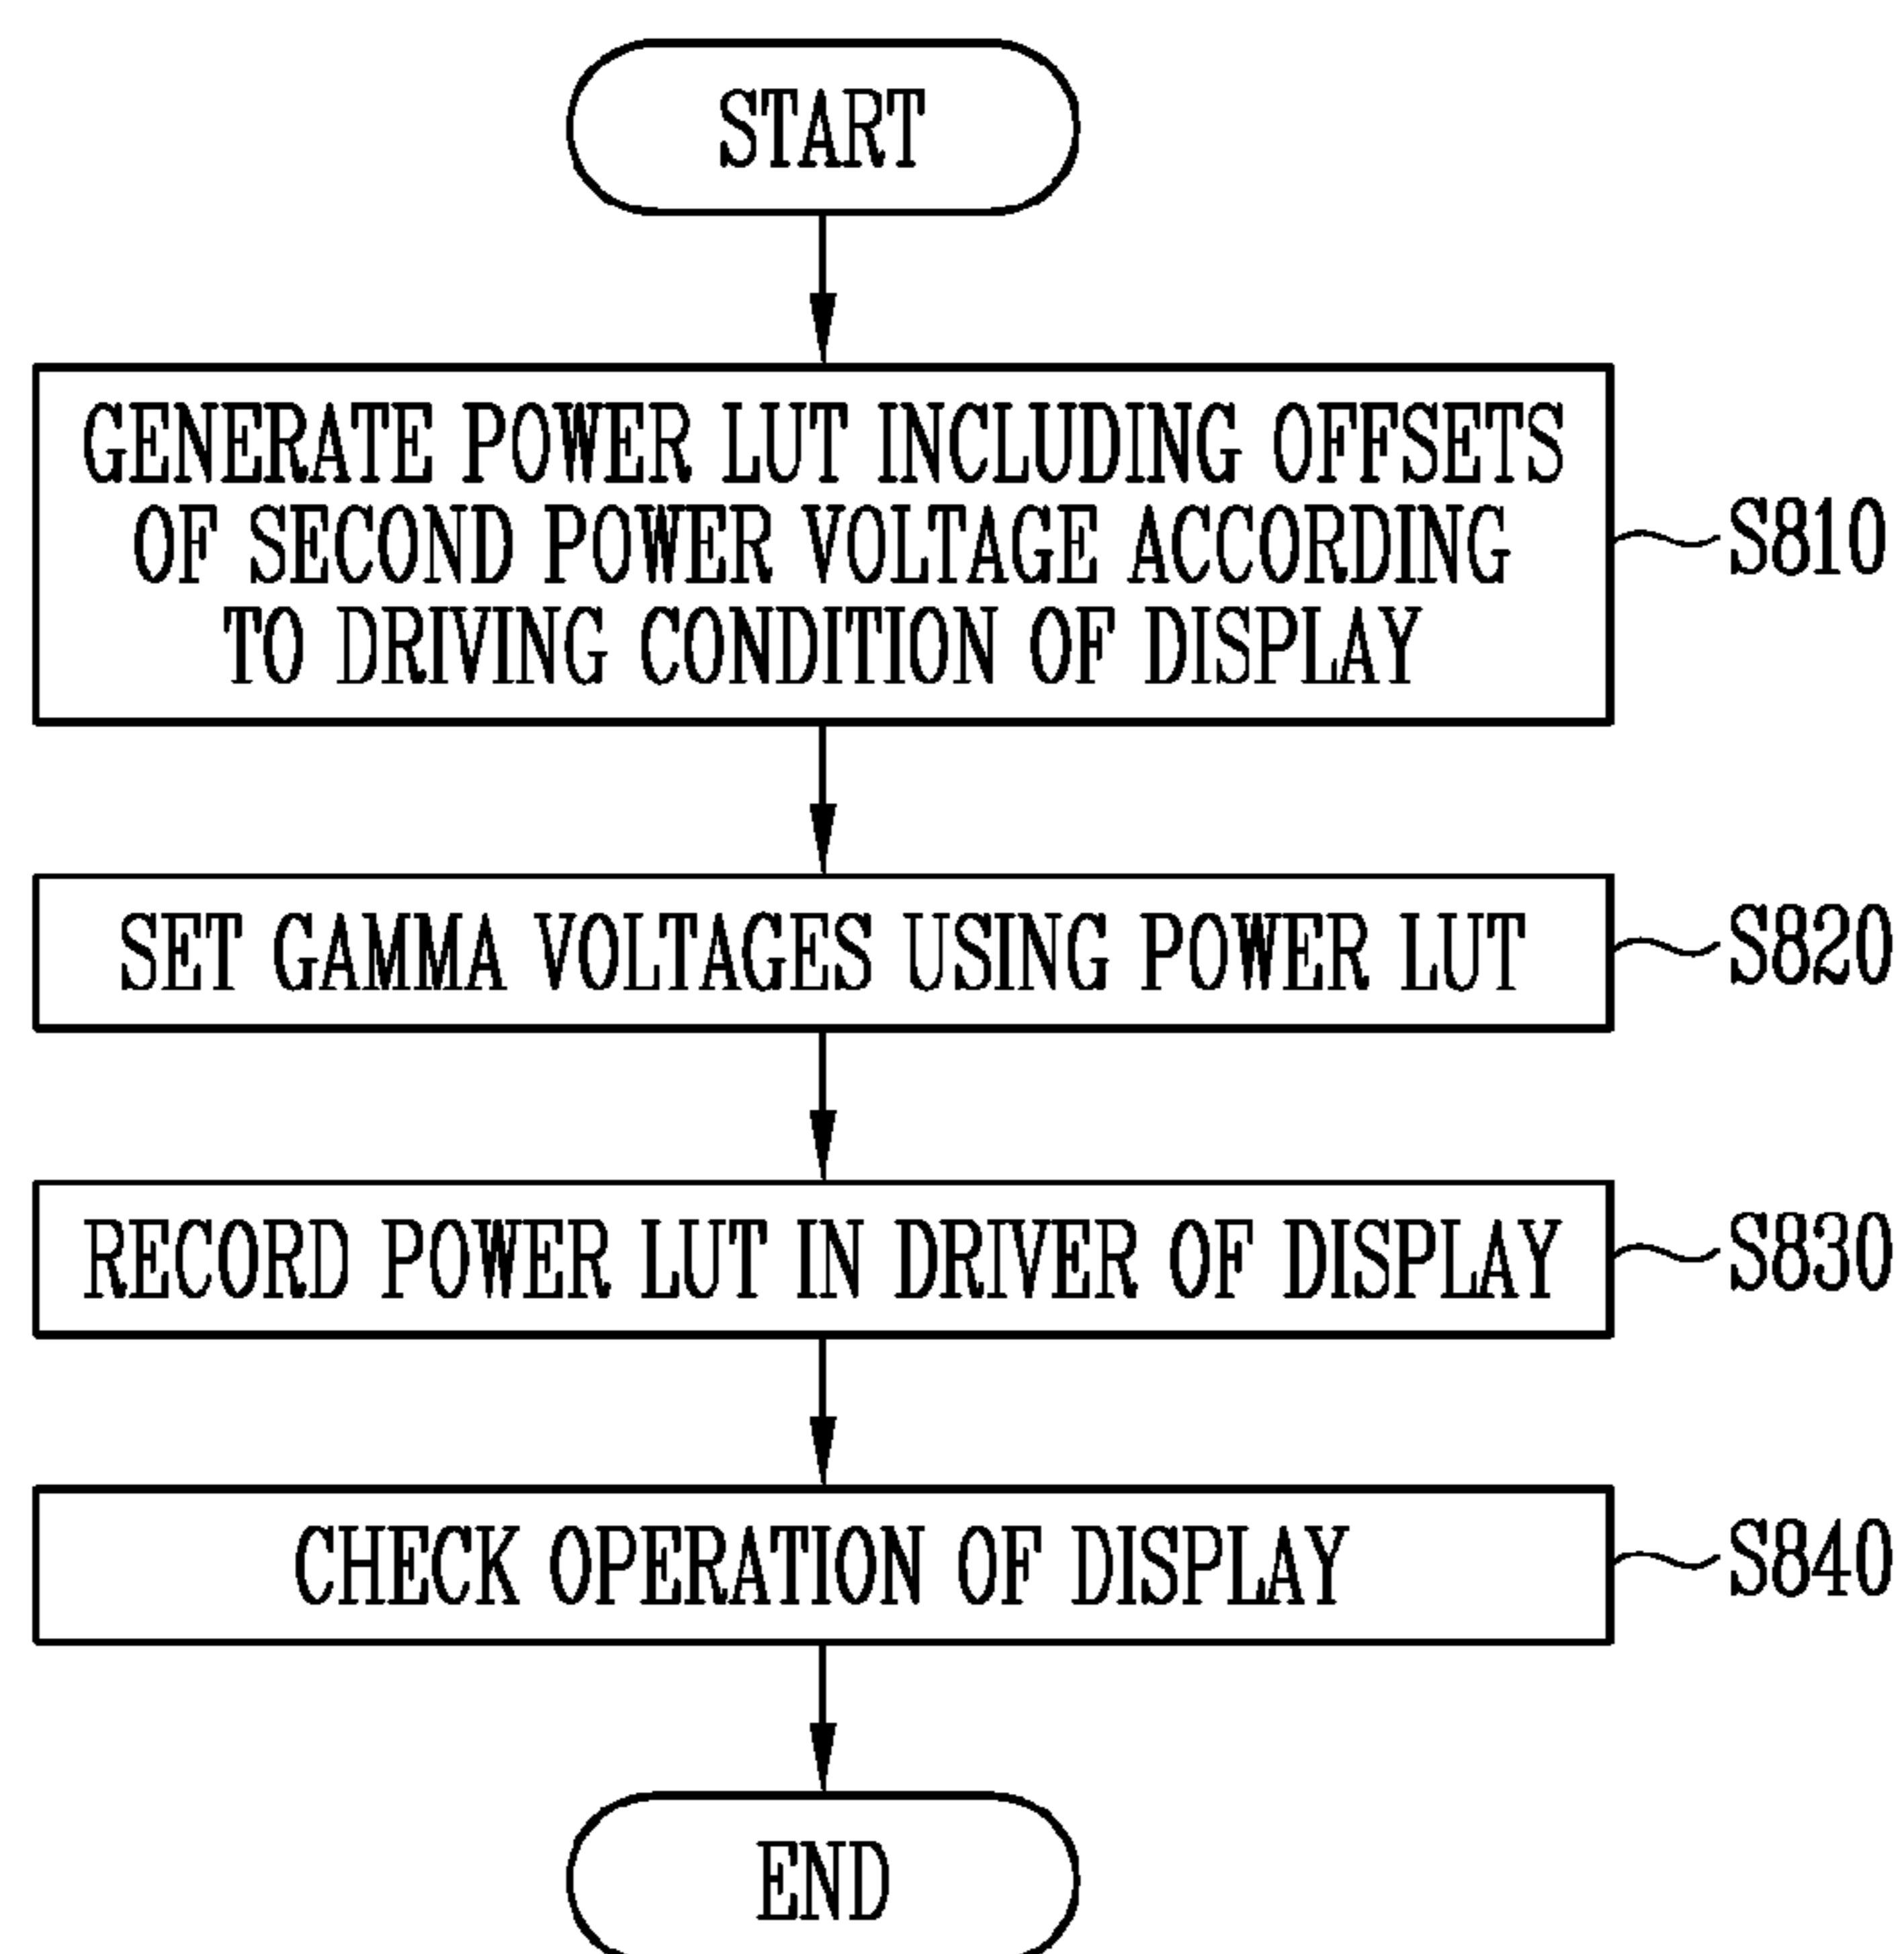 START
GENERATE POWER LUT INCLUDING OFFSETS
OF SECOND POWER VOLTAGE ACCORDING
TO DRIVING CONDITION OF DISPLAY
S810
SET GAMMA VOLTAGES USING POWER LUT
S820
RECORD POWER LUT IN DRIVER OF DISPLAY
S830
CHECK OPERATION OF DISPLAY
S840
END